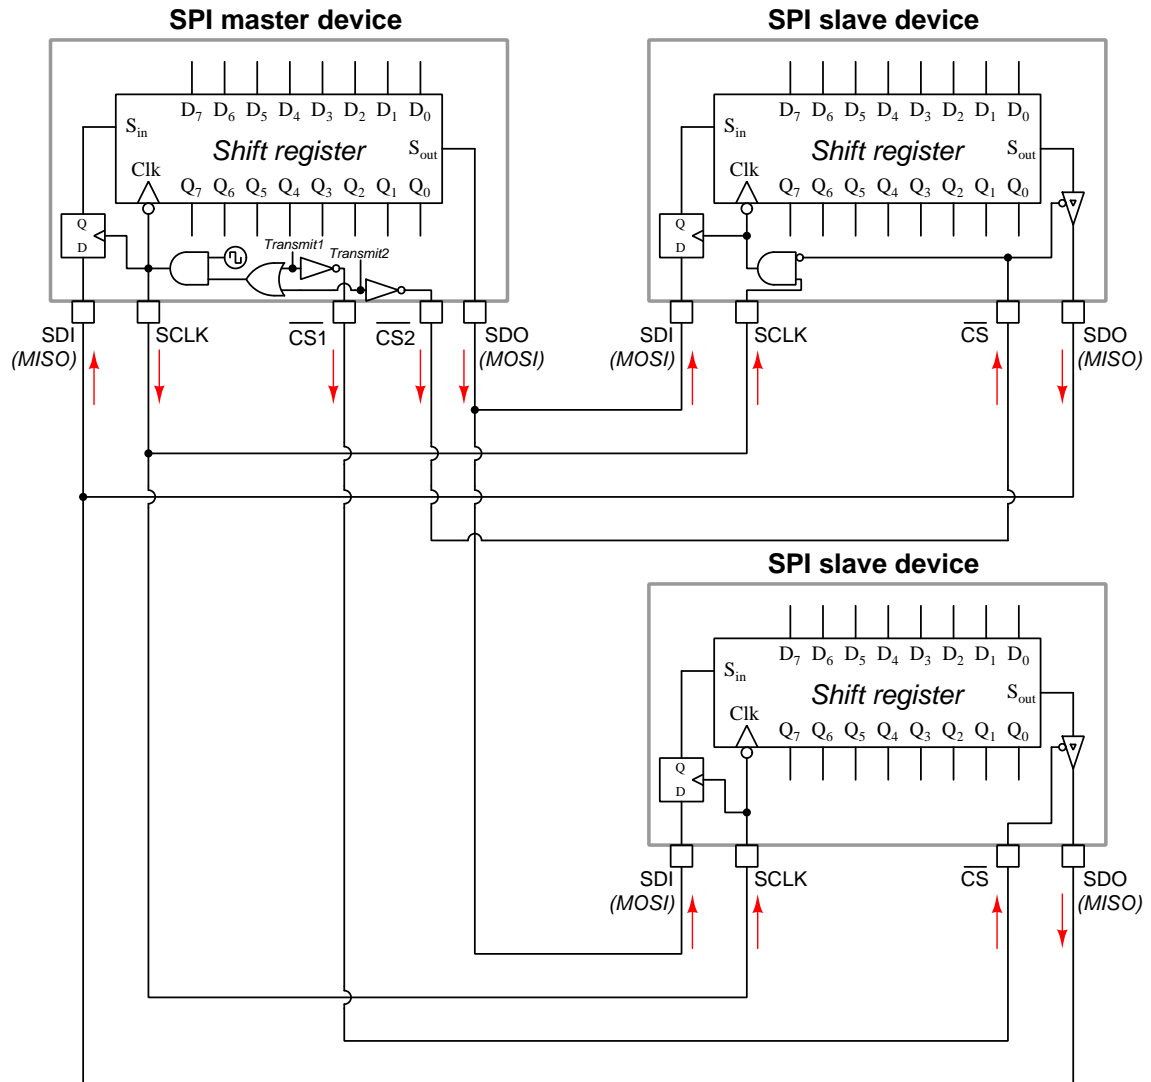 SPI master device
D7 D6 D5 D4 D3 D2 D1 D0
Sin
Shift register
Sout
Clk
Q7 Q6 Q5 Q4 Q3 Q2 Q1 Q0
Q
D
Transmit1
Transmit2
SDI
(MISO)
SCLK
CS1
CS2
SDO
(MOSI)
SPI slave device
D7 D6 D5 D4 D3 D2 D1 D0
Sin
Shift register
Sout
Clk
Q7 Q6 Q5 Q4 Q3 Q2 Q1 Q0
Q
D
SDI
(MOSI)
SCLK
CS
SDO
(MISO)
SPI slave device
D7 D6 D5 D4 D3 D2 D1 D0
Sin
Shift register
Sout
Clk
Q7 Q6 Q5 Q4 Q3 Q2 Q1 Q0
Q
D
SDI
(MOSI)
SCLK
CS
SDO
(MISO)